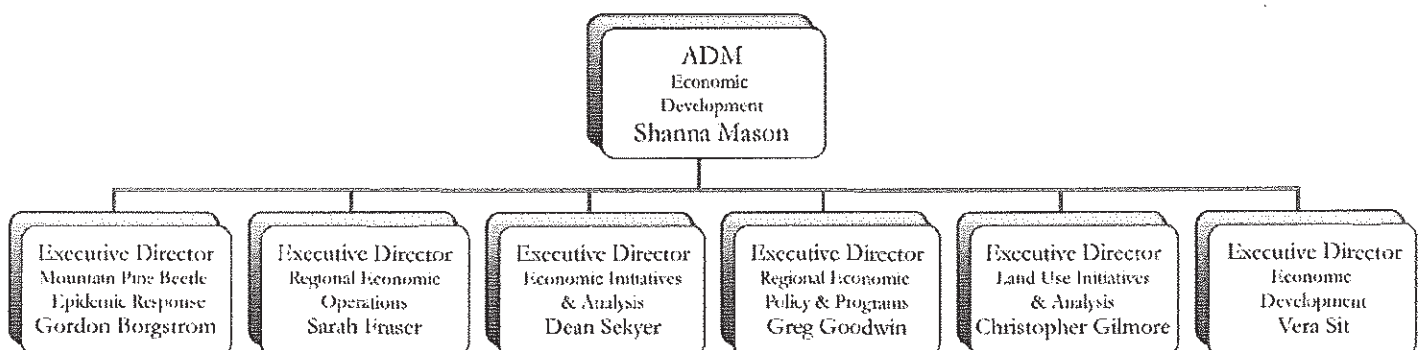 ADM
Economic
Development
Shanna Mason
Executive Director
Mountain Pine Beetle
Epidemic Response
Gordon Borgstrom
Executive Director
Regional Economic
Operations
Sarah Fraser
Executive Director
Economic Initiatives
& Analysis
Dean Sekyer
Executive Director
Regional Economic
Policy & Programs
Greg Goodwin
Executive Director
Land Use Initiatives
& Analysis
Christopher Gilmore
Executive Director
Economic
Development
Vera Sit